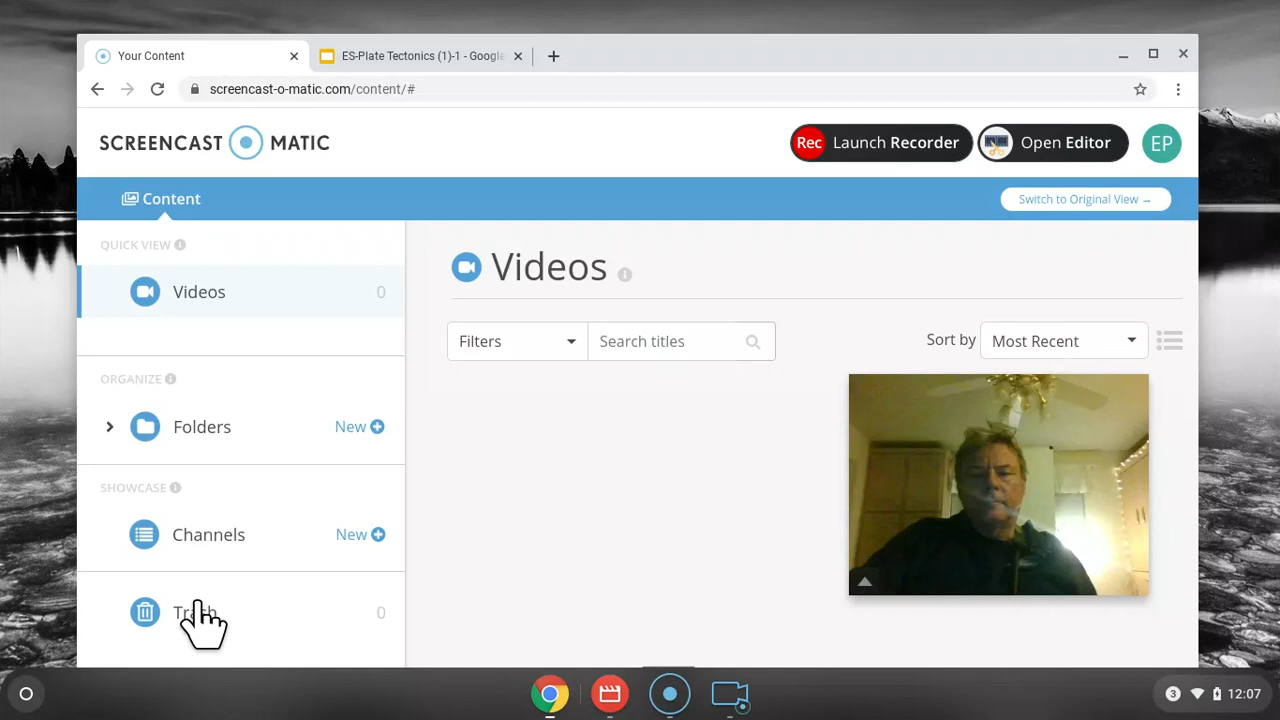 Your Content
ES-Plate Tectonics (1)-1 - Google
screencast-o-matic.com/content/#
SCREENCAST MATIC
Rec Launch Recorder
Open Editor
EP
Content
Switch to Original View →
QUICK VIEW
Videos 0
Videos
Filters
Search titles
Sort by Most Recent
ORGANIZE
Folders New
SHOWCASE
Channels New
Trash 0
3 12:07